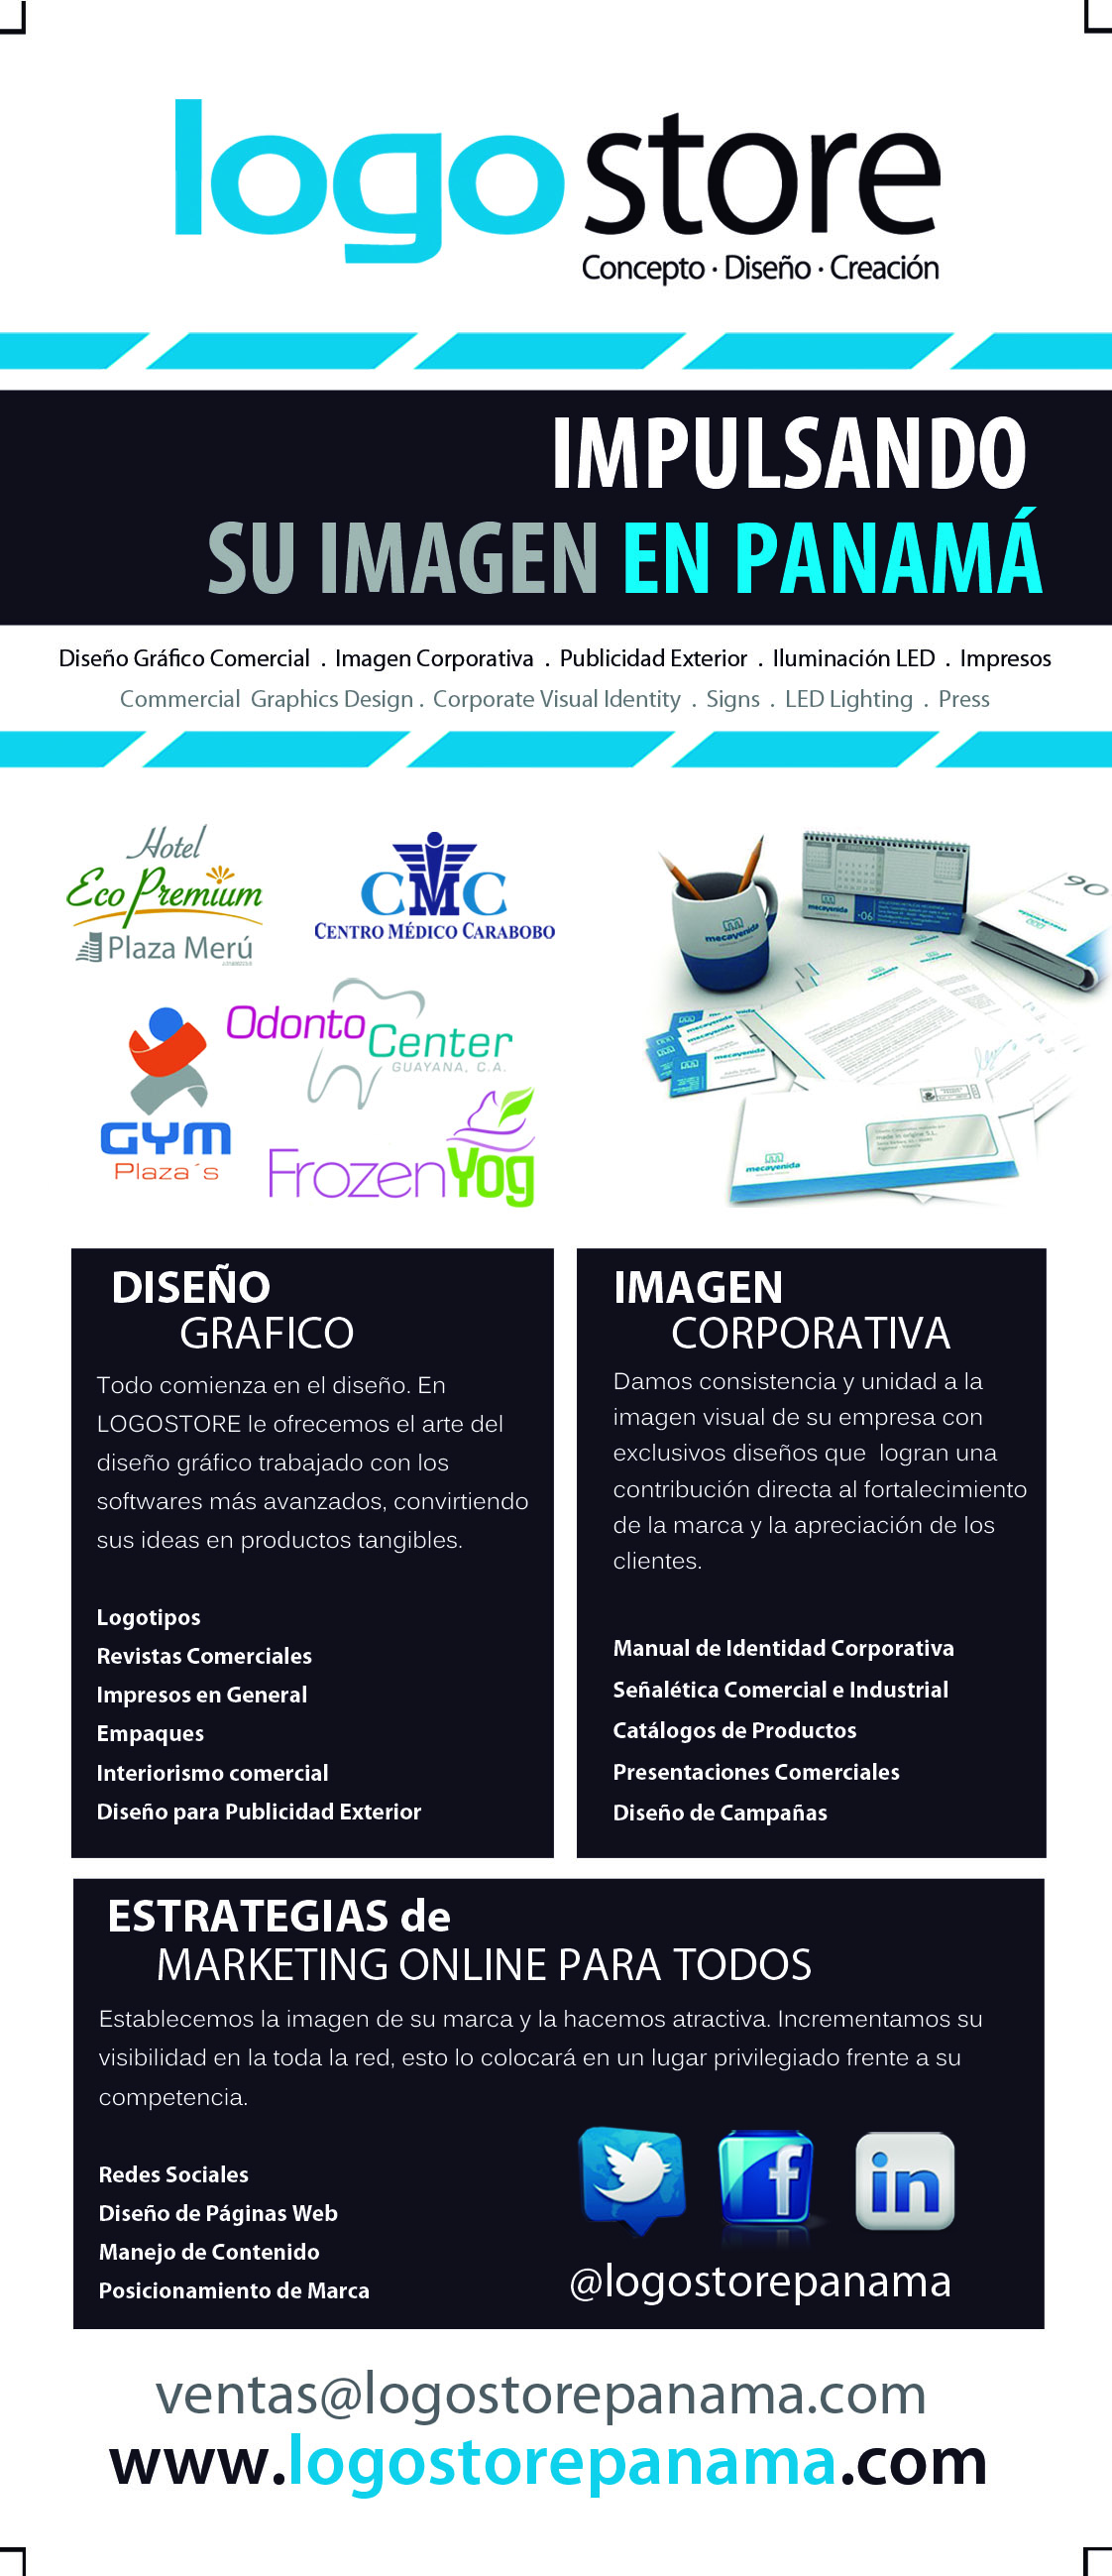 logo store
Concepto · Diseño · Creación
IMPULSANDO
SU IMAGEN EN PANAMÁ
Diseño Gráfico Comercial . Imagen Corporativa . Publicidad Exterior . Iluminación LED . Impresos
Commercial Graphics Design . Corporate Visual Identity . Signs . LED Lighting . Press
Hotel
Eco Premium
Plaza Merú
CMC
CENTRO MÉDICO CARABOBO
Odonto Center
GUAYANA, C.A.
GYM
Plaza´s
FrozenYog
mecayenida
mecayenida
06
90
mecayenida
mecayenida
DISEÑO
GRAFICO
Todo comienza en el diseño. En
LOGOSTORE le ofrecemos el arte del
diseño gráfico trabajado con los
softwares más avanzados, convirtiendo
sus ideas en productos tangibles.
Logotipos
Revistas Comerciales
Impresos en General
Empaques
Interiorismo comercial
Diseño para Publicidad Exterior
IMAGEN
CORPORATIVA
Damos consistencia y unidad a la
imagen visual de su empresa con
exclusivos diseños que logran una
contribución directa al fortalecimiento
de la marca y la apreciación de los
clientes.
Manual de Identidad Corporativa
Señalética Comercial e Industrial
Catálogos de Productos
Presentaciones Comerciales
Diseño de Campañas
ESTRATEGIAS de
MARKETING ONLINE PARA TODOS
Establecemos la imagen de su marca y la hacemos atractiva. Incrementamos su
visibilidad en la toda la red, esto lo colocará en un lugar privilegiado frente a su
competencia.
Redes Sociales
Diseño de Páginas Web
Manejo de Contenido
Posicionamiento de Marca
f
in
@logostorepanama
ventas@logostorepanama.com
www.logostorepanama.com